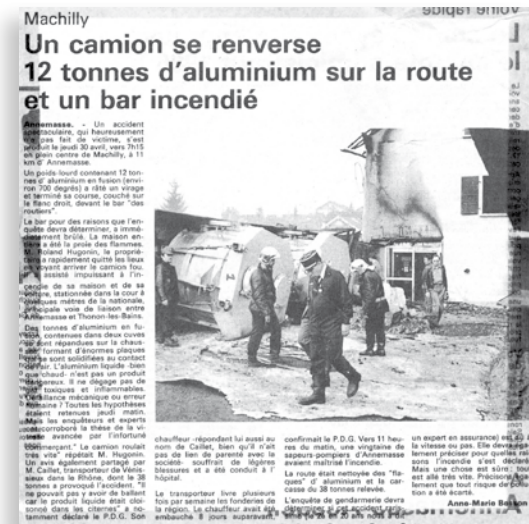 Machilly
Un camion se renverse
12 tonnes d'aluminium sur la route
et un bar incendié
Annemasse. - Un accident
spectaculaire, qui heureusement
n'a pas fait de victime, s'est
produit le jeudi 30 avril, vers 7h15
en plein centre de Machilly, à 11
km d'Annemasse.
Un poids-lourd contenant 12 ton-
nes d'aluminium en fusion (envi-
ron 700 degrés) a râté un virage
et terminé sa course, couché sur
le flanc droit, devant le bar "des
routiers".
Le bar pour des raisons que l'en-
quête devra déterminer, a immé-
diatement brûlé. La maison en-
tière a été la proie des flammes.
M. Roland Hugonin, le proprié-
taire a rapidement quitté les lieux
en voyant arriver le camion fou.
a assisté impuissant à l'in-
cendie de sa maison et de sa
voiture, stationnée dans la cour à
quelques mètres de la nationale,
principale voie de liaison entre
Annemasse et Thonon-les-Bains.
Des tonnes d'aluminium en fu-
sion, contenues dans deux cuves
se sont répendues sur la chaus-
sée formant d'énormes plaques
qui se sont solidifiées au contact
de l'air. L'aluminium liquide -bien
que chaud- n'est pas un produit
dangereux. Il ne dégage pas de
toxiques et inflammables.
Défaillance mécanique ou erreur
humaine ? Toutes les hypothèses
étaient retenues jeudi matin.
Mais les enquêteurs et experts
corroborent la thèse de la vi-
tesse avancée par l'infortuné
commerçant." Le camion roulait
très vite" répétait M. Hugonin.
Un avis également partagé par
M. Caillet, transporteur de Vénis-
sieux dans le Rhône, dont le 38
tonnes a provoqué l'accident. "Il
ne pouvait pas y avoir de ballant
car le produit liquide était cloi-
sonné dans les citernes" a no-
tamment déclaré le P.D.G. Son
chauffeur -répondant lui aussi au
nom de Caillet, bien qu'il n'ait
pas de lien de parenté avec la
société- souffrait de légères
blessures et a été conduit à l'
hôpital.
Le transporteur livre plusieurs
fois par semaine les fonderies de
la région. Le chauffeur avait été
embauché 8 jours auparavant,
confirmait le P.D.G. Vers 11 heu-
res du matin, une vingtaine de
sapeurs-pompiers d'Annemasse
avaient maîtrisé l'incendie.
La route était nettoyée des "fla-
ques" d'aluminium et la car-
casse du 38 tonnes relevée.
L'enquête de gendarmerie devra
déterminer si cet accident
un expert en assurance) est
la vitesse ou pas. Elle devra
lement préciser pour quelles rai-
sons l'incendie s'est déclaré
Mais une chose est sûre : tout
est allé très vite. Précisons
lement que tout risque de
tion a été écarté.
Anne-Marie